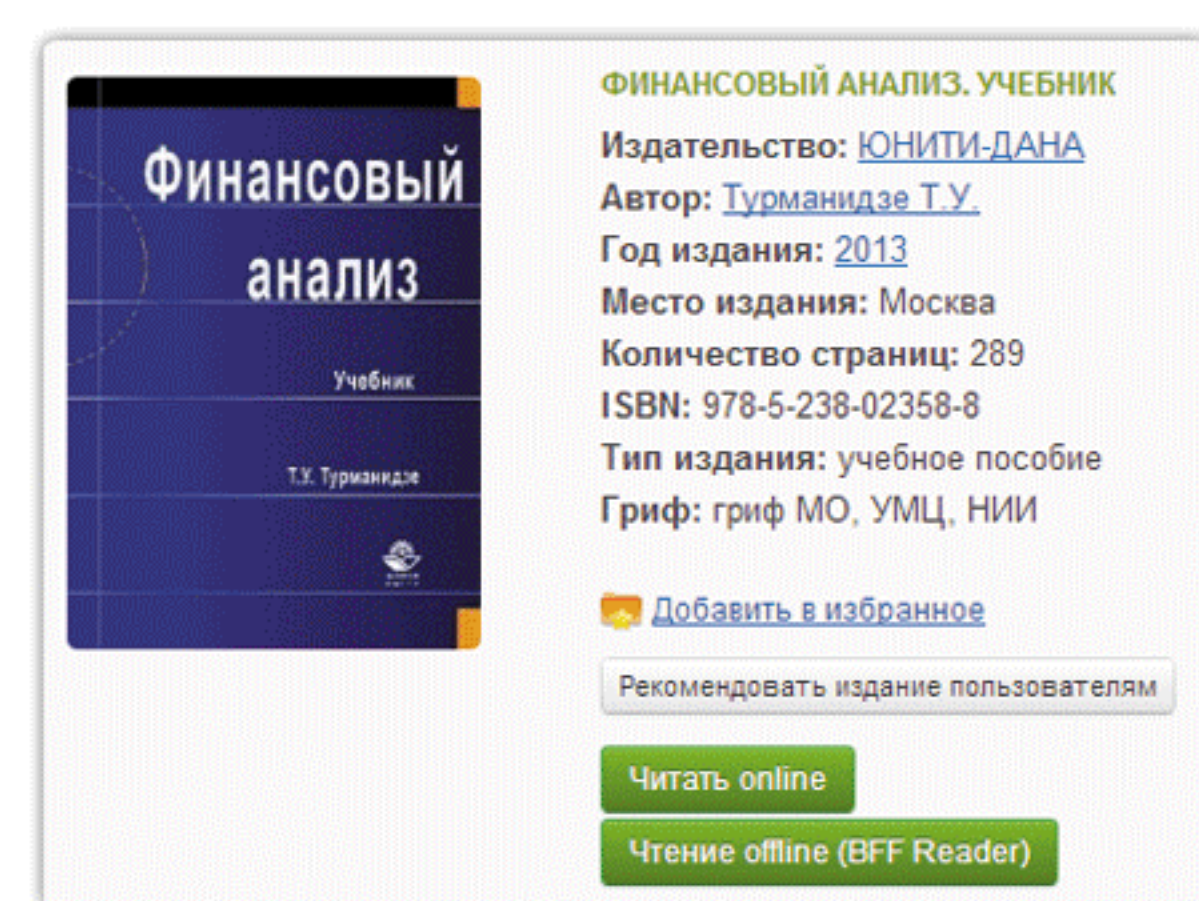 Финансовый
анализ
Учебник
Т.У. Турманидзе
ФИНАНСОВЫЙ АНАЛИЗ. УЧЕБНИК
Издательство: ЮНИТИ-ДАНА
Автор: Турманидзе Т.У.
Год издания: 2013
Место издания: Москва
Количество страниц: 289
ISBN: 978-5-238-02358-8
Тип издания: учебное пособие
Гриф: гриф МО, УМЦ, НИИ
Добавить в избранное
Рекомендовать издание пользователям
Читать online
Чтение offline (BFF Reader)